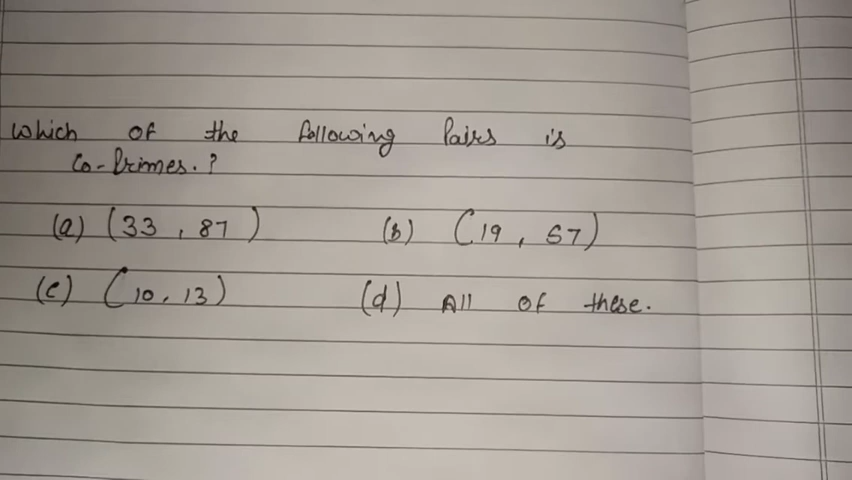 Which of the following Pairs is
Co-Primes.?
(a) (33, 87) (b) (19, 57)
(c) (10, 13) (d) All of these.